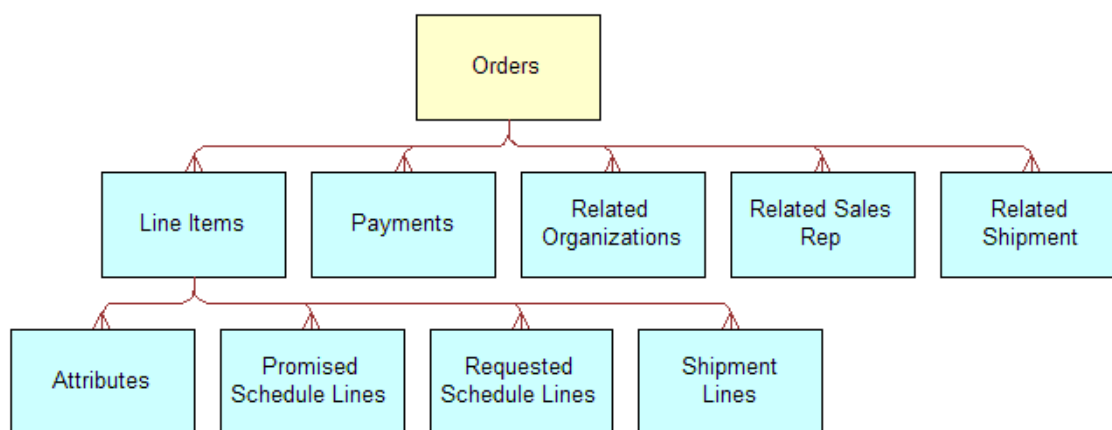 Orders
Line Items
Payments
Related
Organizations
Related Sales
Rep
Related
Shipment
Attributes
Promised
Schedule Lines
Requested
Schedule Lines
Shipment
Lines